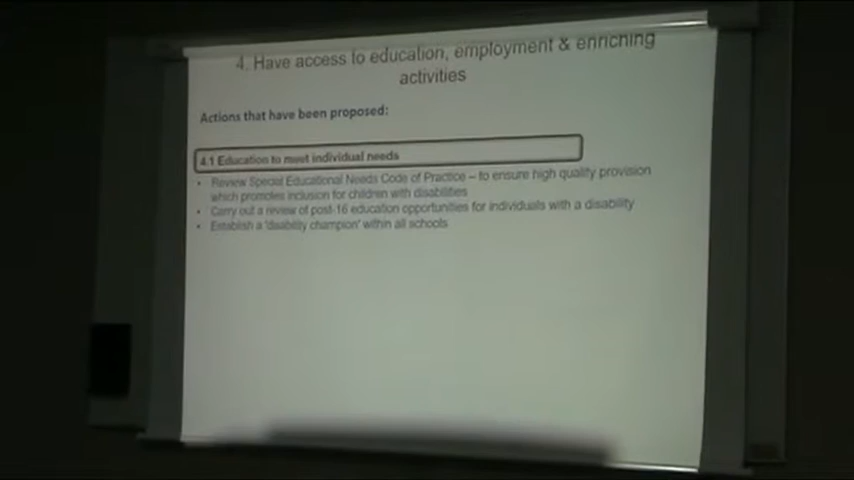 4. Have access to education, employment & enriching
activities
Actions that have been proposed:
4.1 Education to meet individual needs
• Review Special Educational Needs Code of Practice – to ensure high quality provision
which promotes inclusion for children with disabilities
• Carry out a review of post-16 education opportunities for individuals with a disability
• Establish a 'disability champion' within all schools